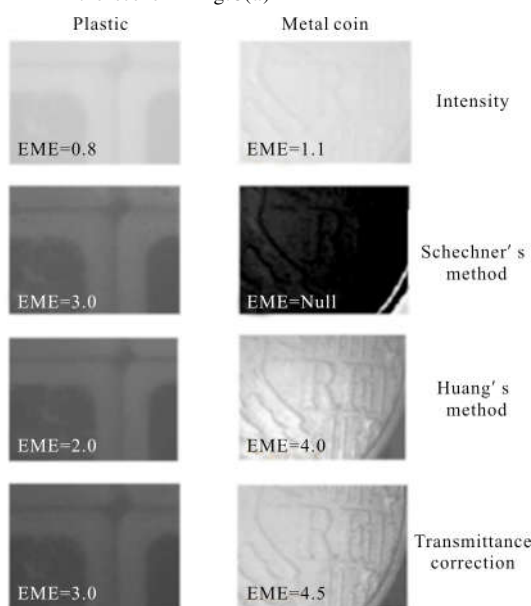 Plastic Metal coin
EME=0.8 EME=1.1 Intensity
EME=3.0 EME=Null Schechner's
method
EME=2.0 EME=4.0 Huang's
method
EME=3.0 EME=4.5 Transmittance
correction